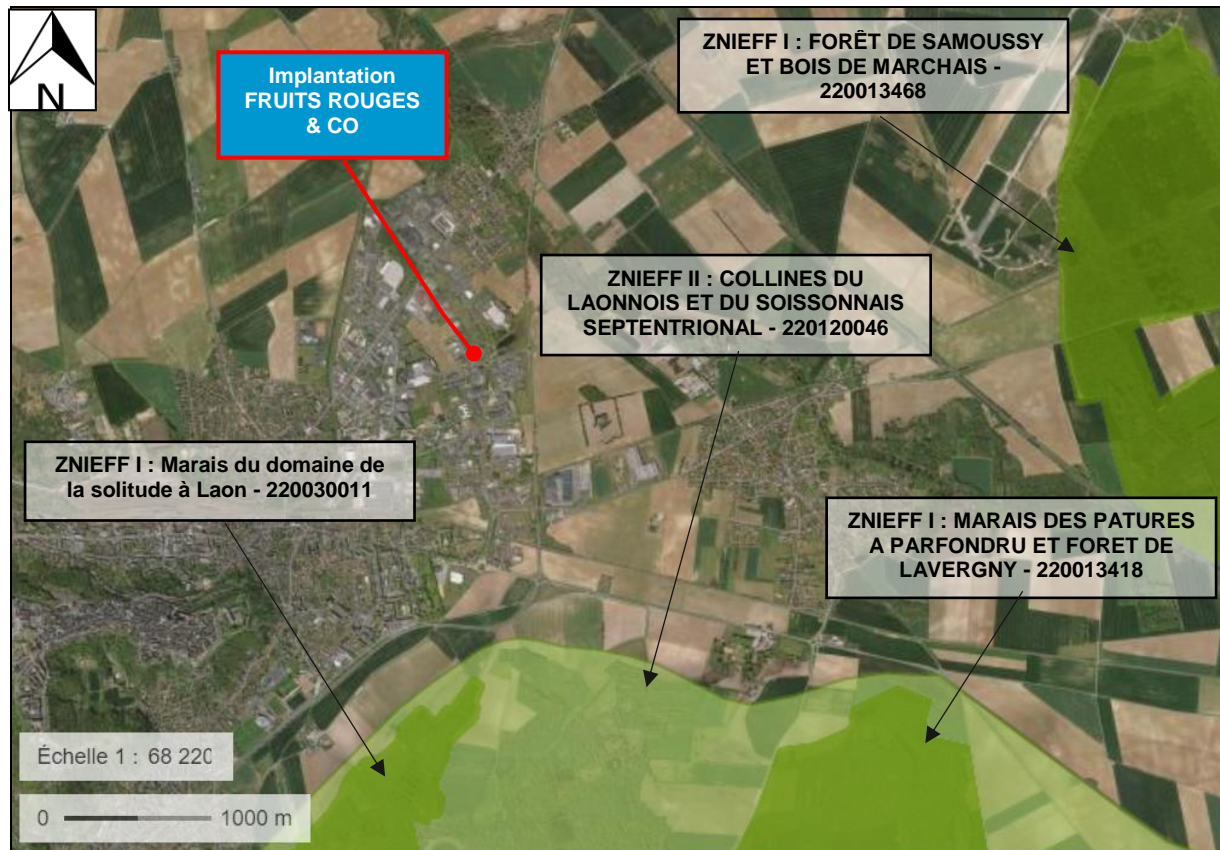 N
Implantation
FRUITS ROUGES
& CO
ZNIEFF I : FORÊT DE SAMOUSSY
ET BOIS DE MARCHAIS -
220013468
ZNIEFF II : COLLINES DU
LAONNOIS ET DU SOISSONNAIS
SEPTENTRIONAL - 220120046
ZNIEFF I : Marais du domaine de
la solitude à Laon - 220030011
ZNIEFF I : MARAIS DES PATURES
A PARFONDRU ET FORET DE
LAVERGNY - 220013418
Échelle 1 : 68 220
0 1000 m